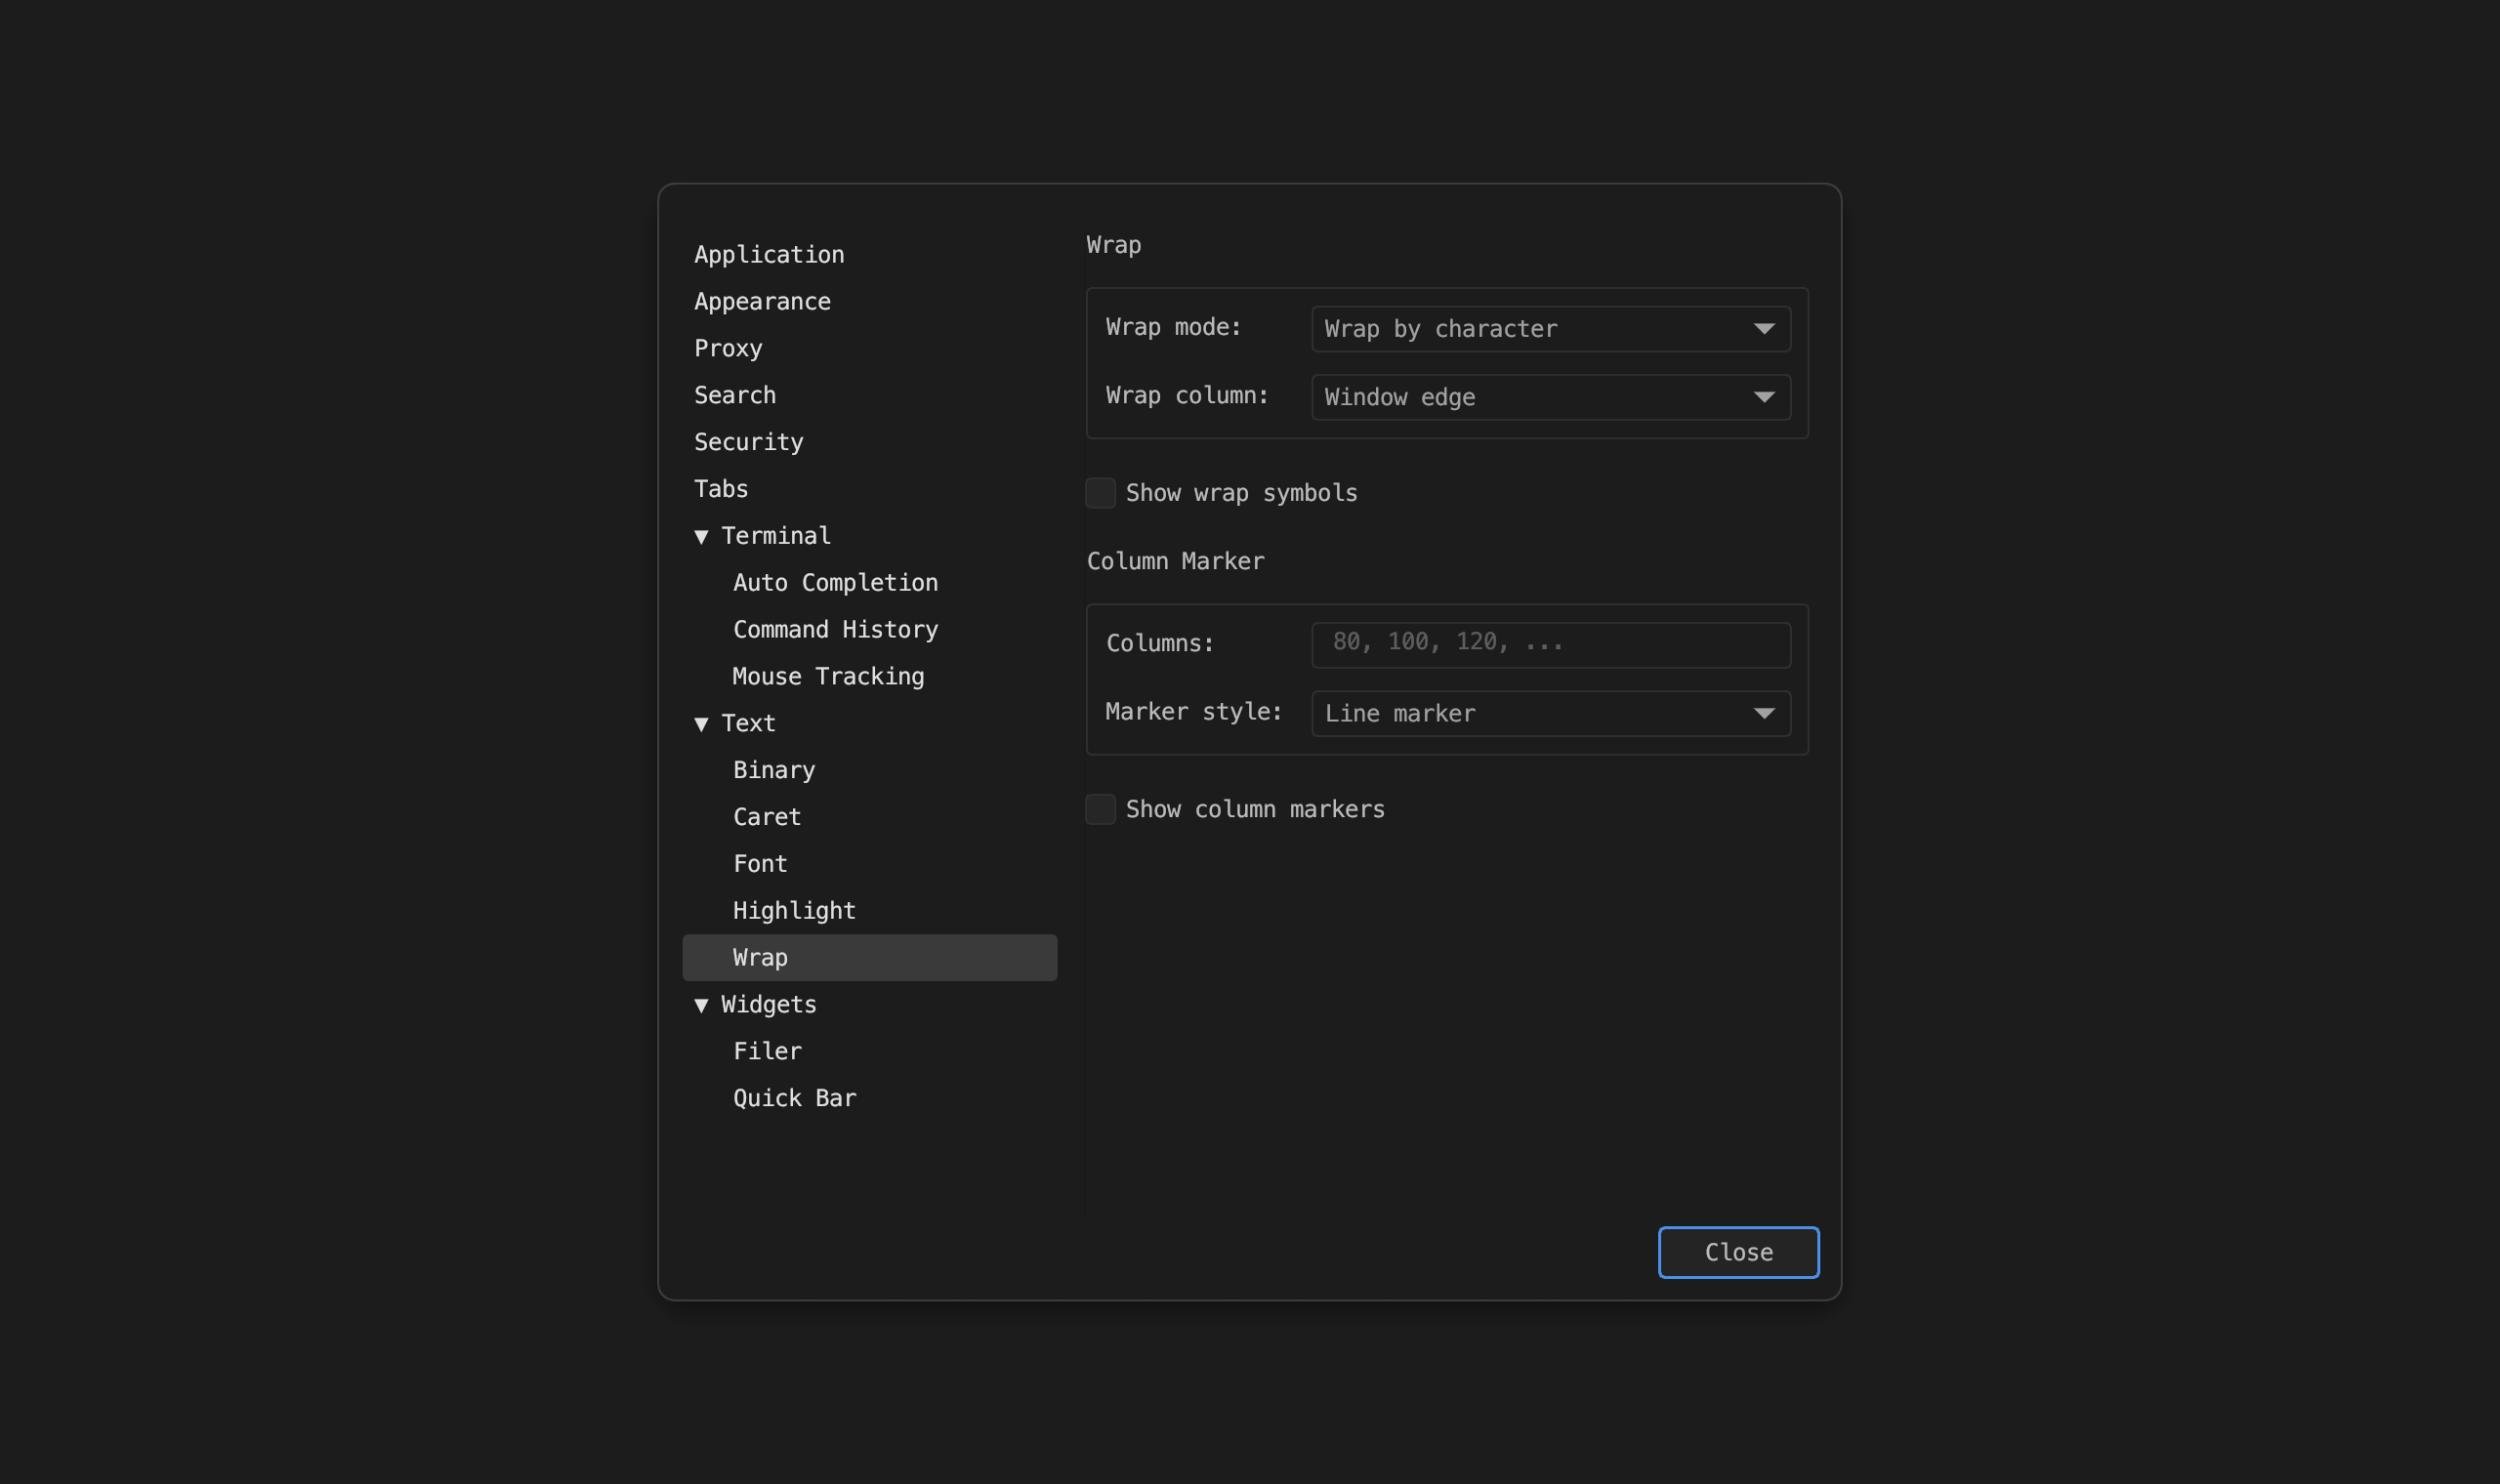 Application
Appearance
Proxy
Search
Security
Tabs
▼ Terminal
Auto Completion
Command History
Mouse Tracking
▼ Text
Binary
Caret
Font
Highlight
Wrap
▼ Widgets
Filer
Quick Bar
Wrap
Wrap mode: Wrap by character
Wrap column: Window edge
Show wrap symbols
Column Marker
Columns: 80, 100, 120, ...
Marker style: Line marker
Show column markers
Close